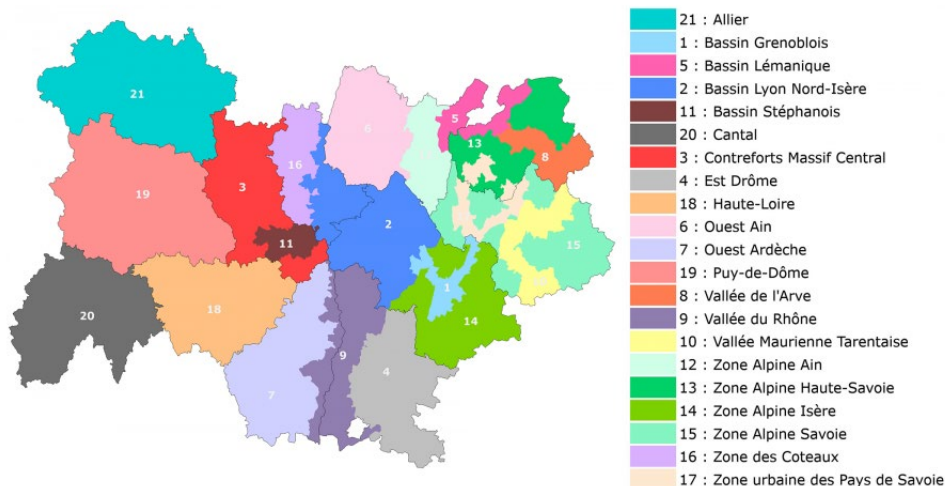 21 : Allier
1 : Bassin Grenoblois
5 : Bassin Lémanique
2 : Bassin Lyon Nord-Isère
11 : Bassin Stéphanois
20 : Cantal
3 : Contreforts Massif Central
4 : Est Drôme
18 : Haute-Loire
6 : Ouest Ain
7 : Ouest Ardèche
19 : Puy-de-Dôme
8 : Vallée de l'Arve
9 : Vallée du Rhône
10 : Vallée Maurienne Tarentaise
12 : Zone Alpine Ain
13 : Zone Alpine Haute-Savoie
14 : Zone Alpine Isère
15 : Zone Alpine Savoie
16 : Zone des Coteaux
17 : Zone urbaine des Pays de Savoie
21
5
6
13
8
16
3
19
2
11
15
1
18
20
14
9
4
7